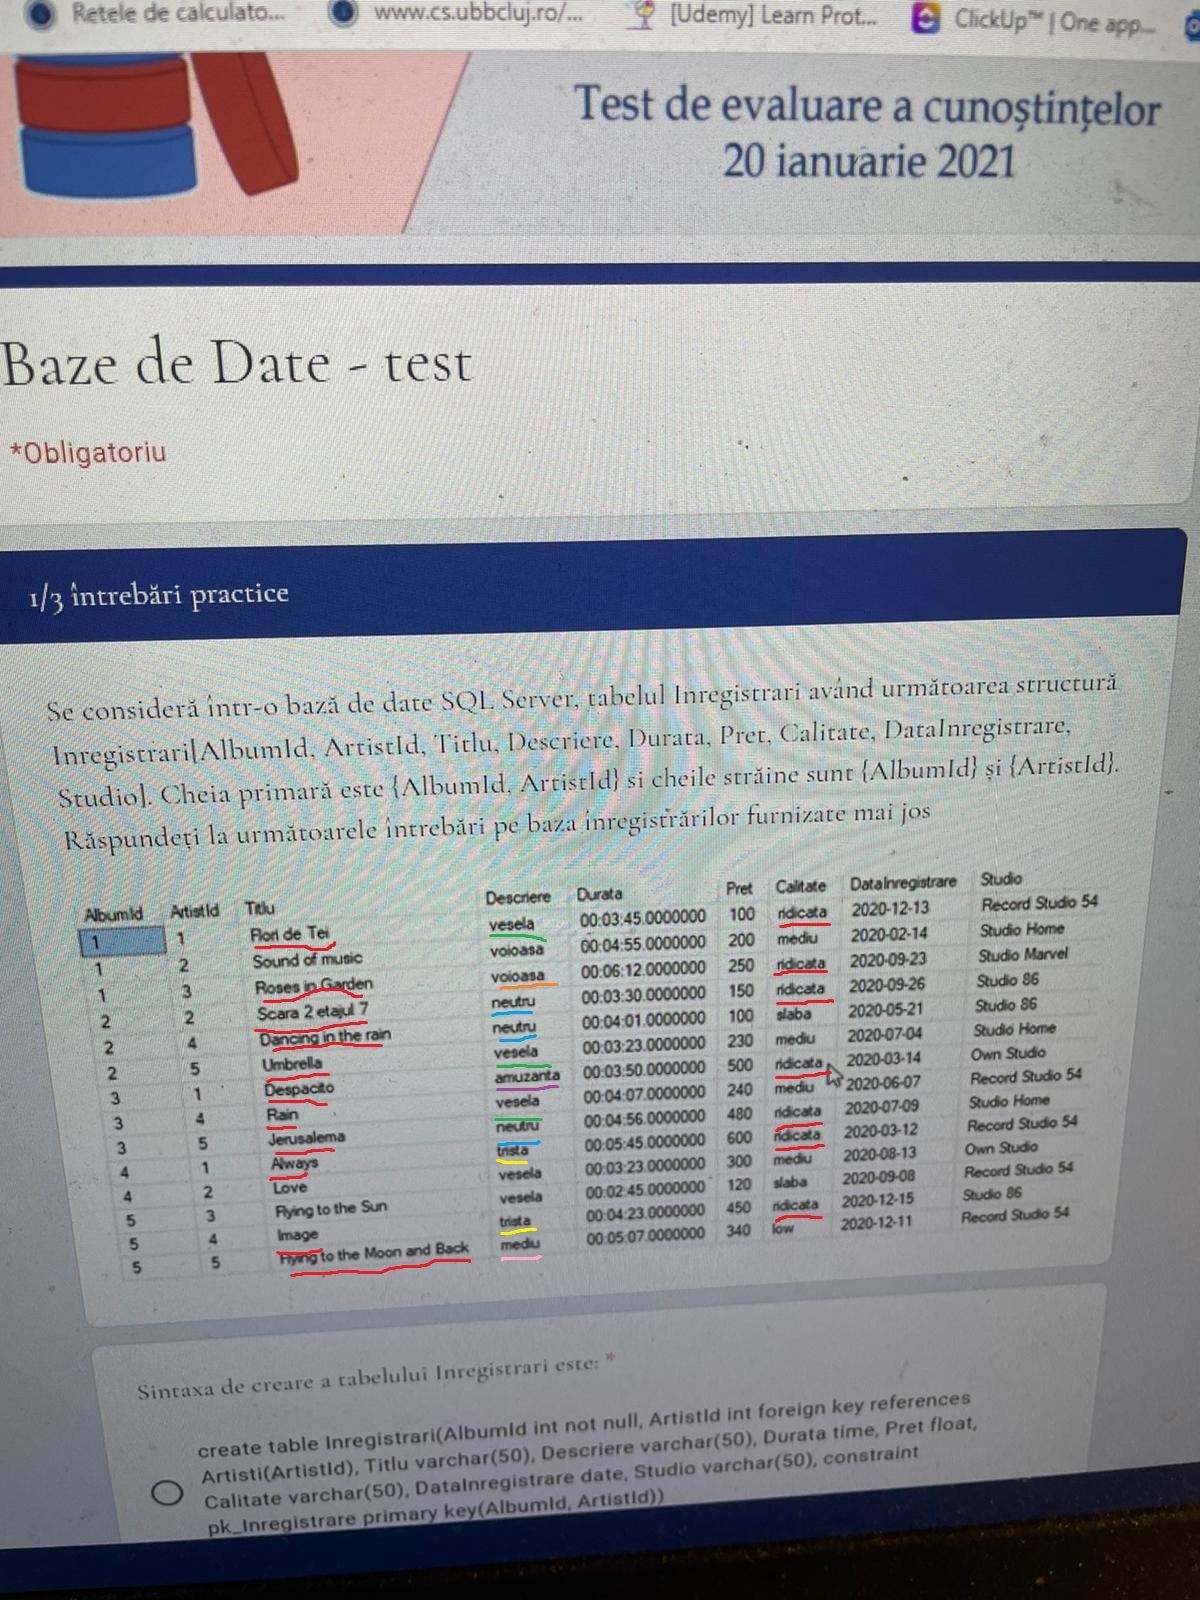 Retele de calculato...
www.cs.ubbcluj.ro/...
[Udemy] Learn Prot...
ClickUp™ | One app...
Test de evaluare a cunoștințelor
20 ianuarie 2021
Baze de Date - test
*Obligatoriu
1/3 întrebări practice
Se consideră într-o bază de date SQL Server, tabelul Inregistrari având următoarea structură
Inregistrari[AlbumId, ArtistId, Titlu, Descriere, Durata, Pret, Calitate, DataInregistrare,
Studio]. Cheia primară este {AlbumId, ArtistId} si cheile străine sunt {AlbumId} și {ArtistId}.
Răspundeți la următoarele întrebări pe baza înregistrărilor furnizate mai jos
AlbumId ArtistId Titlu Descriere Durata Pret Calitate DataInregistrare Studio
1 1 Flori de Tei vesela 00:03:45.0000000 100 ridicata 2020-12-13 Record Studio 54
1 2 Sound of music voioasa 00:04:55.0000000 200 mediu 2020-02-14 Studio Home
1 3 Roses in Garden voioasa 00:06:12.0000000 250 ridicata 2020-09-23 Studio Marvel
2 2 Scara 2 etajul 7 neutru 00:03:30.0000000 150 ridicata 2020-09-26 Studio 86
2 4 Dancing in the rain neutru 00:04:01.0000000 100 slaba 2020-05-21 Studio 86
2 5 Umbrella vesela 00:03:23.0000000 230 mediu 2020-07-04 Studio Home
3 1 Despacito amuzanta 00:03:50.0000000 500 ridicata 2020-03-14 Own Studio
3 4 Rain vesela 00:04:07.0000000 240 mediu 2020-06-07 Record Studio 54
3 5 Jerusalema neutru 00:04:56.0000000 480 ridicata 2020-07-09 Studio Home
4 1 Always trista 00:05:45.0000000 600 ridicata 2020-03-12 Record Studio 54
4 2 Love vesela 00:03:23.0000000 300 mediu 2020-08-13 Own Studio
5 3 Flying to the Sun vesela 00:02:45.0000000 120 slaba 2020-09-08 Record Studio 54
5 4 Image trista 00:04:23.0000000 450 ridicata 2020-12-15 Studio 86
5 5 Flying to the Moon and Back mediu 00:05:07.0000000 340 low 2020-12-11 Record Studio 54
Sintaxa de creare a tabelului Inregistrari este: *
create table Inregistrari(AlbumId int not null, ArtistId int foreign key references
Artisti(ArtistId), Titlu varchar(50), Descriere varchar(50), Durata time, Pret float,
Calitate varchar(50), DataInregistrare date, Studio varchar(50), constraint
pk_Inregistrare primary key(AlbumId, ArtistId))